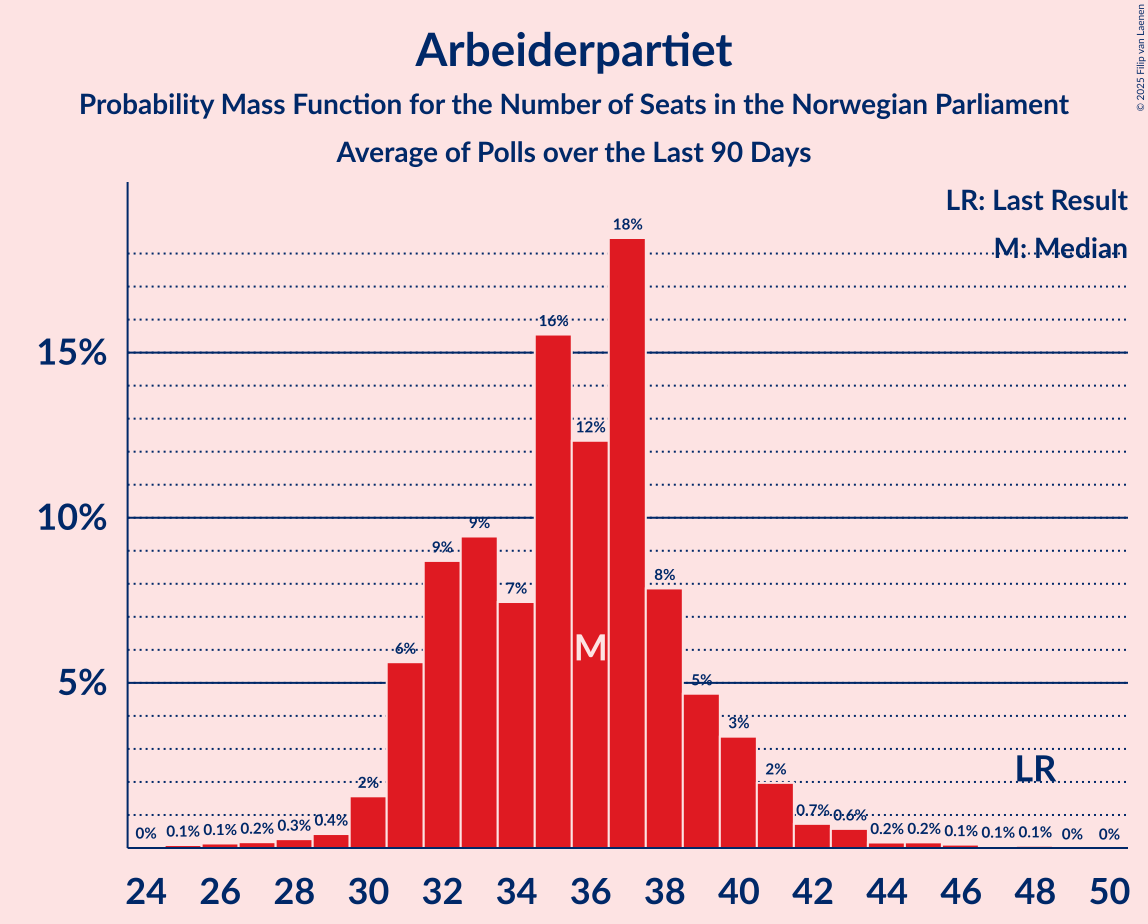 Arbeiderpartiet
Probability Mass Function for the Number of Seats in the Norwegian Parliament
Average of Polls over the Last 90 Days
© 2025 Filip van Laenen
LR: Last Result
M: Median
15%
10%
5%
0% 0.1% 0.1% 0.2% 0.3% 0.4% 2% 6% 9% 9% 7% 16% 12% 18% 8% 5% 3% 2% 0.7% 0.6% 0.2% 0.2% 0.1% 0.1% 0.1% 0% 0%
M
LR
24 26 28 30 32 34 36 38 40 42 44 46 48 50